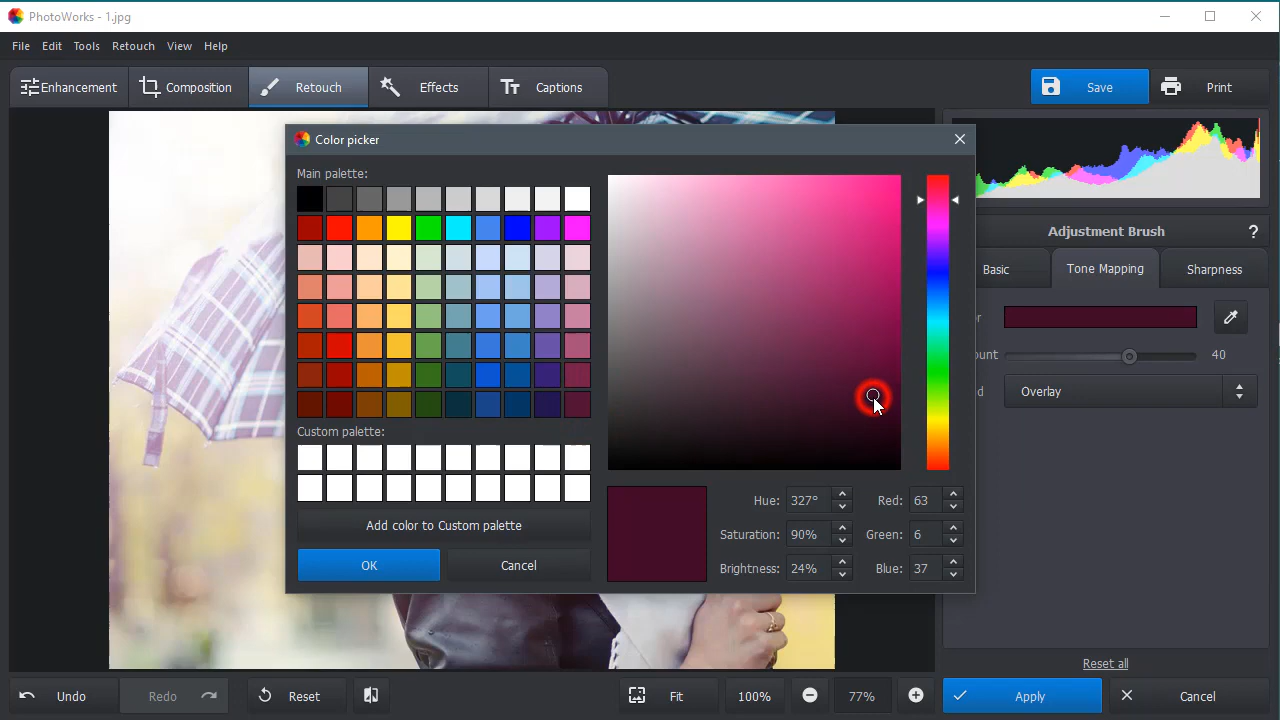 PhotoWorks - 1.jpg
File Edit Tools Retouch View Help
Enhancement Composition Retouch Effects Captions Save Print
Color picker
Main palette:
Custom palette:
Add color to Custom palette
OK Cancel
Hue: 327° Red: 63
Saturation: 90% Green: 6
Brightness: 24% Blue: 37
Adjustment Brush ?
Basic Tone Mapping Sharpness
40
Overlay
Reset all
Undo Redo Reset Fit 100% 77% Apply Cancel